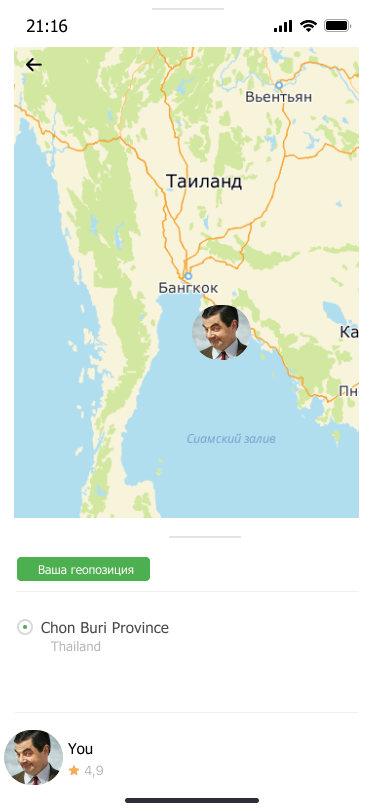 21:16
Вьентьян
Таиланд
Бангкок
Ка
Пн
Сиамский залив
Ваша геопозиция
Chon Buri Province
Thailand
You
4,9